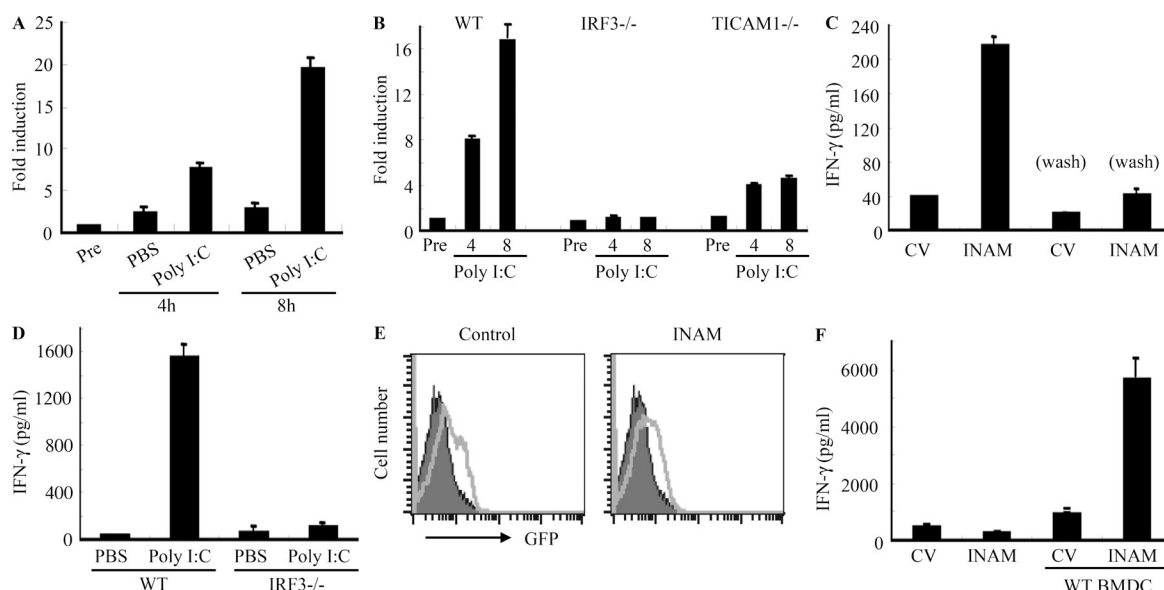 A
Fold induction
25
20
15
10
5
0
Pre
PBS
Poly I:C
PBS
Poly I:C
4h
8h
B
WT
IRF3-/-
TICAM1-/-
Fold induction
16
12
8
4
0
Pre
4
8
Pre
4
8
Pre
4
8
Poly I:C
Poly I:C
Poly I:C
C
IFN-γ (pg/ml)
240
200
160
120
80
40
0
(wash)
(wash)
CV
INAM
CV
INAM
D
IFN-γ (pg/ml)
1600
1200
800
400
0
PBS
Poly I:C
PBS
Poly I:C
WT
IRF3-/-
E
Control
INAM
Cell number
GFP
F
IFN-γ (pg/ml)
6000
4000
2000
0
CV
INAM
CV
INAM
WT BMDC